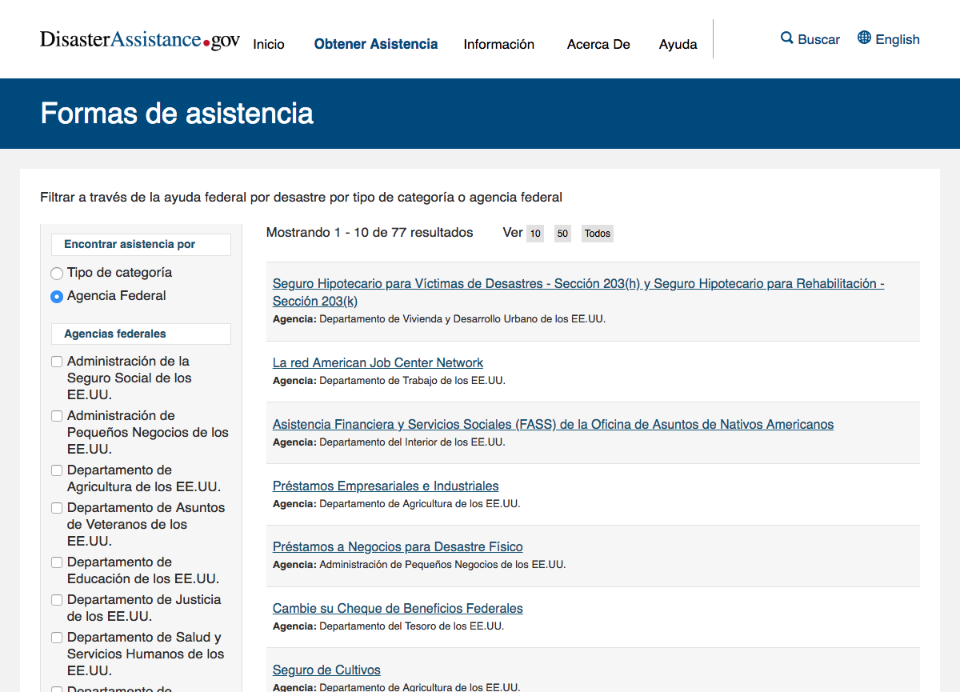 DisasterAssistance.gov Inicio Obtener Asistencia Información Acerca De Ayuda Buscar English
Formas de asistencia
Filtrar a través de la ayuda federal por desastre por tipo de categoría o agencia federal
Encontrar asistencia por
Tipo de categoría
Agencia Federal
Agencias federales
Administración de la
Seguro Social de los
EE.UU.
Administración de
Pequeños Negocios de los
EE.UU.
Departamento de
Agricultura de los EE.UU.
Departamento de Asuntos
de Veteranos de los
EE.UU.
Departamento de
Educación de los EE.UU.
Departamento de Justicia
de los EE.UU.
Departamento de Salud y
Servicios Humanos de los
EE.UU.
Departamento de
Mostrando 1 - 10 de 77 resultados Ver 10 50 Todos
Seguro Hipotecario para Víctimas de Desastres - Sección 203(h) y Seguro Hipotecario para Rehabilitación -
Sección 203(k)
Agencia: Departamento de Vivienda y Desarrollo Urbano de los EE.UU.
La red American Job Center Network
Agencia: Departamento de Trabajo de los EE.UU.
Asistencia Financiera y Servicios Sociales (FASS) de la Oficina de Asuntos de Nativos Americanos
Agencia: Departamento del Interior de los EE.UU.
Préstamos Empresariales e Industriales
Agencia: Departamento de Agricultura de los EE.UU.
Préstamos a Negocios para Desastre Físico
Agencia: Administración de Pequeños Negocios de los EE.UU.
Cambie su Cheque de Beneficios Federales
Agencia: Departamento del Tesoro de los EE.UU.
Seguro de Cultivos
Agencia: Departamento de Agricultura de los EE.UU.